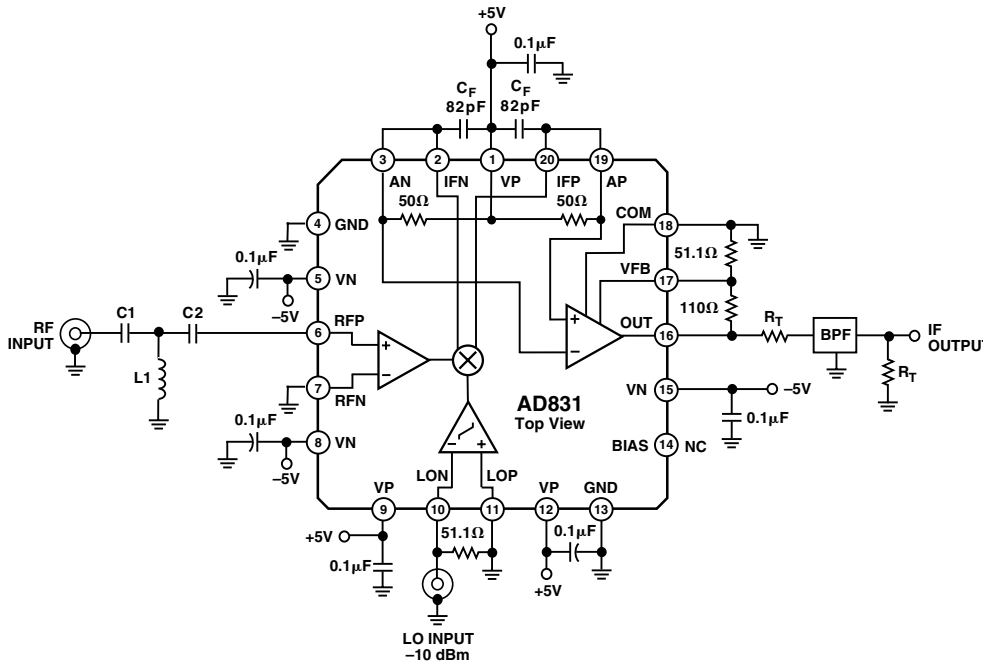 +5V
0.1µF
CF CF
82pF 82pF
3 2 1 20 19
AN IFN VP IFP AP
50Ω 50Ω
COM 18
4 GND
51.1Ω
0.1µF
VFB 17
5 VN
–5V
110Ω
C1 C2
RT
BPF
RF
INPUT
6 RFP
OUT 16
IF
OUTPUT
+
–
+
–
L1
RT
7 RFN
VN 15
–5V
AD831
Top View
0.1µF
0.1µF
8 VN
– +
BIAS 14 NC
–5V
LON LOP
VP VP GND
9 10 11 12 13
+5V
51.1Ω
0.1µF
0.1µF
+5V
LO INPUT
–10 dBm